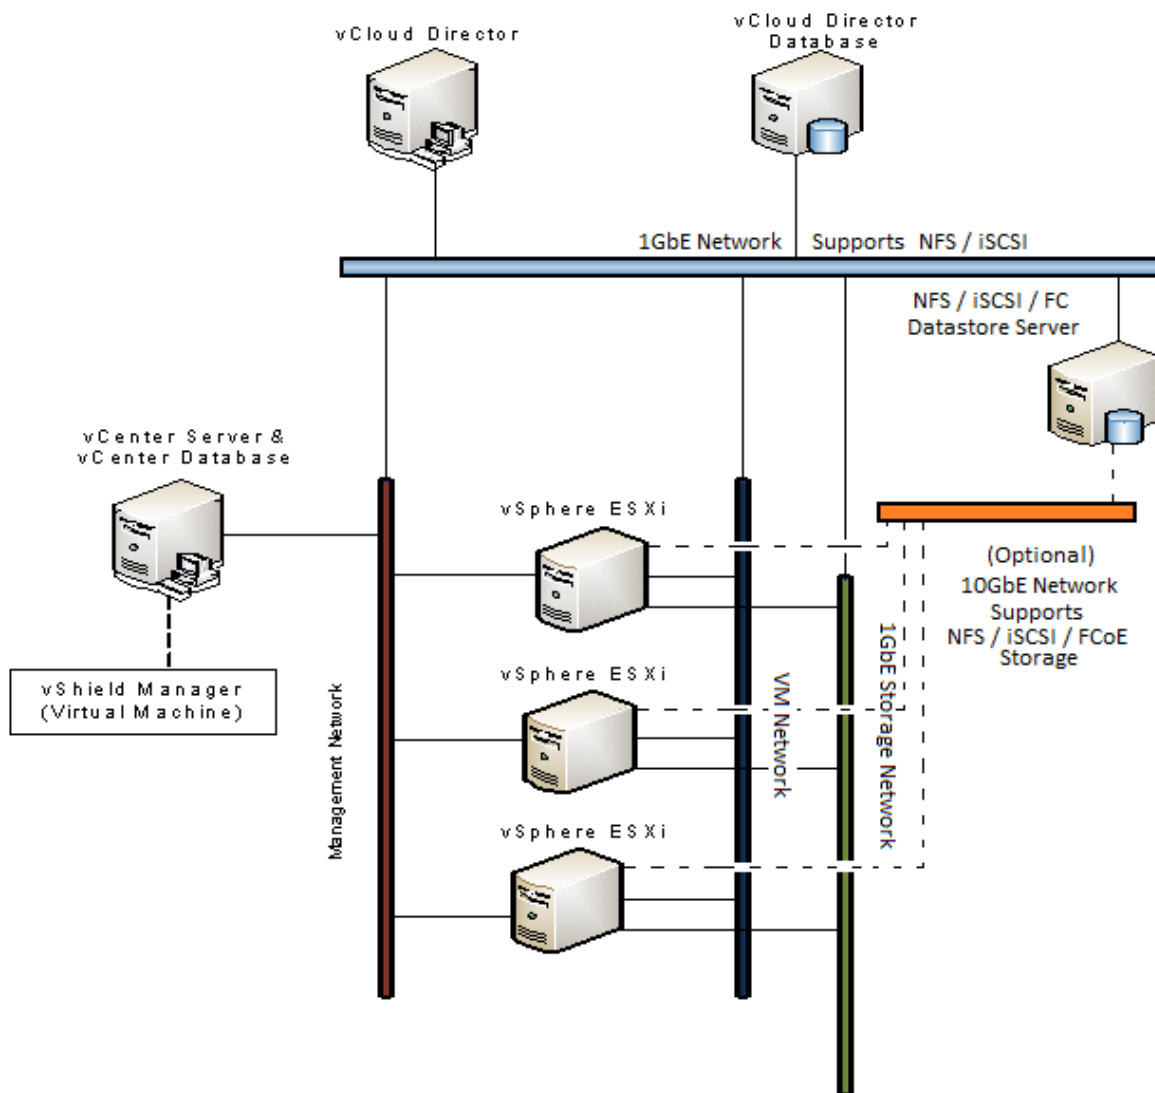 vCloud Director
vCloud Director
Database
1GbE Network Supports NFS / iSCSI
NFS / iSCSI / FC
Datastore Server
vCenter Server &
vCenter Database
vSphere ESXi
(Optional)
10GbE Network
Supports
NFS / iSCSI / FCoE
Storage
vShield Manager
(Virtual Machine)
vSphere ESXi
Management Network
VM Network
1GbE Storage Network
vSphere ESXi